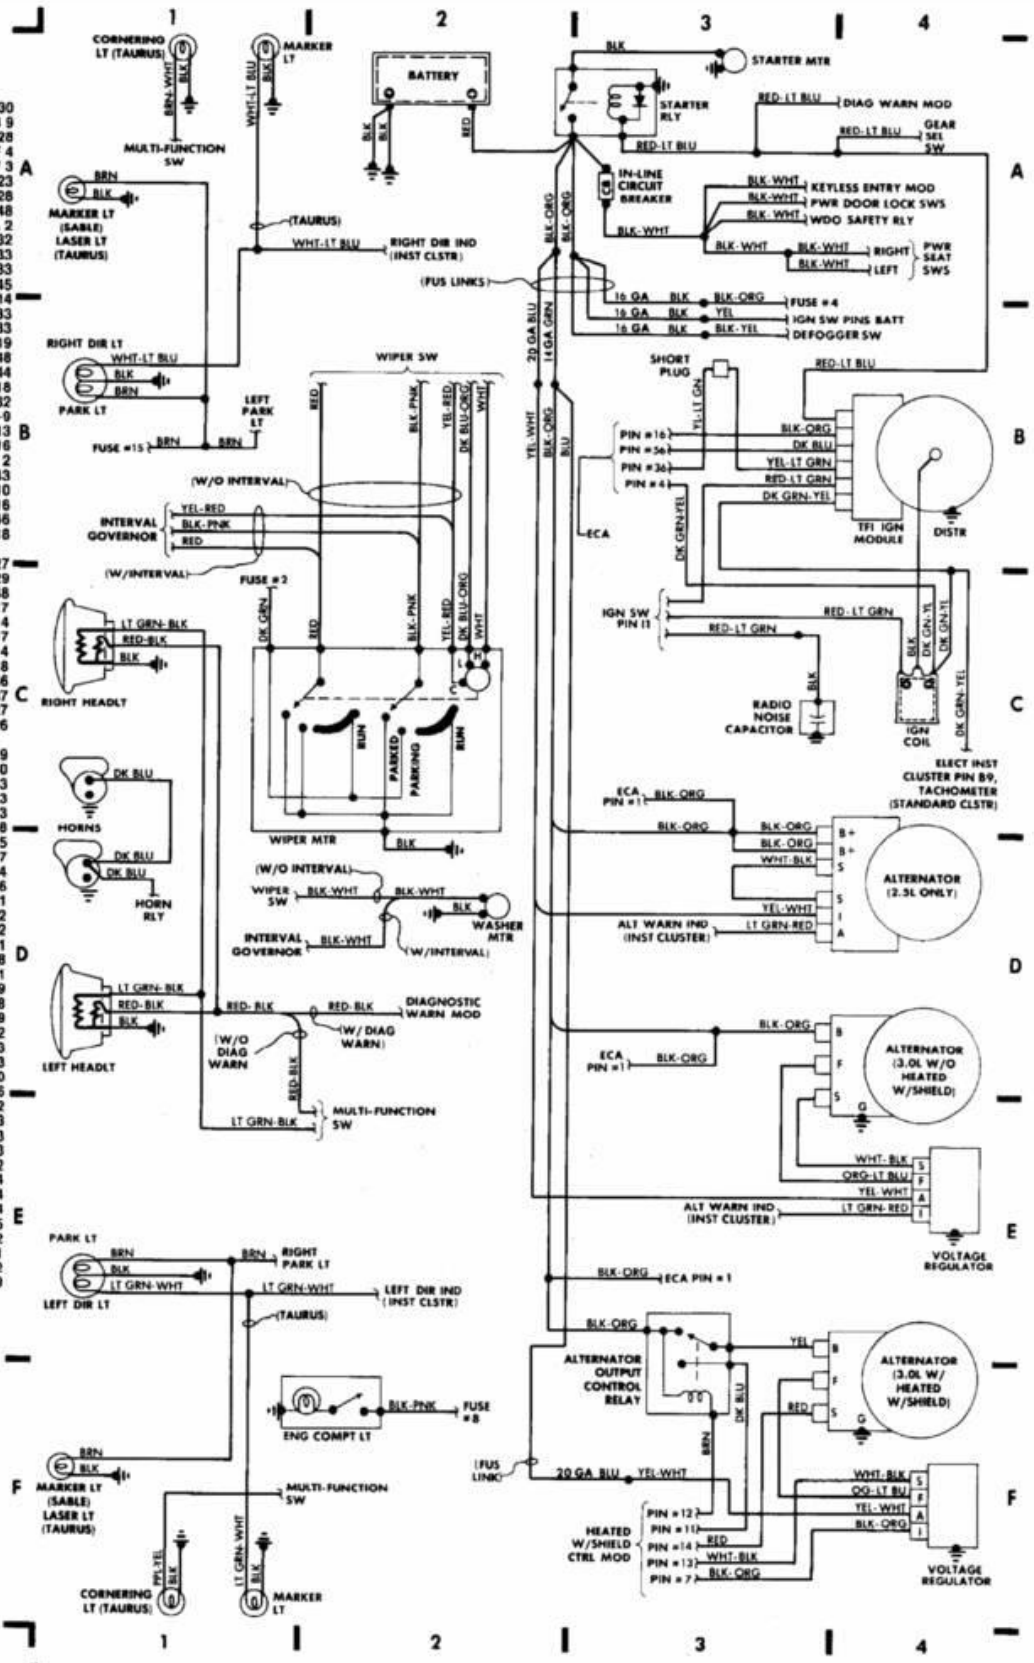 1
2
3
4
CORNERING
LT (TAURUS)
MARKER
LT
BRN-WHT
BLK
WHT-LT BLU
BLK
MULTI-FUNCTION
SW
BATTERY
BLK
BLK
RED
BLK
STARTER MTR
STARTER
RLY
RED-LT BLU
DIAG WARN MOD
RED-LT BLU
GEAR
SEL
SW
RED-LT BLU
A
A
BRN
BLK
MARKER LT
(SABLE)
LASER LT
(TAURUS)
(TAURUS)
WHT-LT BLU
RIGHT DIR IND
(INST CLSTR)
BLK-ORG
BLK-ORG
CB
IN-LINE
CIRCUIT
BREAKER
BLK-WHT
KEYLESS ENTRY MOD
BLK-WHT
PWR DOOR LOCK SWS
BLK-WHT
WDO SAFETY RLY
BLK-WHT
BLK-WHT
BLK-WHT
RIGHT
BLK-WHT
LEFT
PWR
SEAT
SWS
(FUS LINKS)
16 GA BLK
BLK-ORG
FUSE #4
16 GA BLK
YEL
IGN SW PINS BATT
16 GA BLK
BLK-YEL
DEFOGGER SW
20 GA BLU
14 GA GRN
RIGHT DIR LT
WHT-LT BLU
BLK
BRN
PARK LT
LEFT
PARK
LT
FUSE #15
BRN
BRN
WIPER SW
RED
BLK-PNK
YEL-RED
DK BLU-ORG
WHT
SHORT
PLUG
RED-LT BLU
YEL-LT GN
YEL-WHT
BLK-ORG
BLU
B
B
PIN #16
PIN #56
PIN #36
PIN #4
BLK-ORG
DK BLU
YEL-LT GRN
RED-LT GRN
DK GRN-YEL
TFI IGN
MODULE
DISTR
ECA
DK GRN-YEL
(W/O INTERVAL)
INTERVAL
GOVERNOR
YEL-RED
BLK-PNK
RED
(W/INTERVAL)
FUSE #2
DK GRN
RED
BLK-PNK
YEL-RED
DK BLU-ORG
WHT
L
H
C
RUN
PARKED
PARKING
RUN
WIPER MTR
BLK
LT GRN-BLK
RED-BLK
BLK
RIGHT HEADLT
C
C
IGN SW
PIN I1
RED-LT GRN
RED-LT GRN
BLK
RADIO
NOISE
CAPACITOR
BLK
DK GN-YL
DK GN-YL
DK GRN-YEL
IGN
COIL
ELECT INST
CLUSTER PIN B9,
TACHOMETER
(STANDARD CLSTR)
DK BLU
HORNS
DK BLU
DK BLU
HORN
RLY
(W/O INTERVAL)
WIPER
SW
BLK-WHT
BLK-WHT
BLK
WASHER
MTR
INTERVAL
GOVERNOR
BLK-WHT
(W/INTERVAL)
ECA
PIN #1
BLK-ORG
BLK-ORG
BLK-ORG
BLK-ORG
WHT-BLK
YEL-WHT
LT GRN-RED
B+
B+
S
S
I
A
ALTERNATOR
(2.5L ONLY)
ALT WARN IND
(INST CLUSTER)
D
D
LT GRN-BLK
RED-BLK
BLK
LEFT HEADLT
RED-BLK
RED-BLK
DIAGNOSTIC
WARN MOD
(W/O
DIAG
WARN
(W/DIAG
WARN)
RED-BLK
LT GRN-BLK
MULTI-FUNCTION
SW
BLK-ORG
ECA
PIN #1
BLK-ORG
B
F
S
G
ALTERNATOR
(3.0L W/O
HEATED
W/SHIELD)
WHT-BLK
ORG-LT BLU
YEL-WHT
LT GRN-RED
S
F
A
I
ALT WARN IND
(INST CLUSTER)
VOLTAGE
REGULATOR
E
E
PARK LT
BRN
BLK
LT GRN-WHT
LEFT DIR LT
BRN
RIGHT
PARK LT
LT GRN-WHT
LEFT DIR IND
(INST CLSTR)
(TAURUS)
BLK-ORG
ECA PIN #1
BLK-ORG
ALTERNATOR
OUTPUT
CONTROL
RELAY
YEL
RED
BRN
DK BLU
B
F
S
G
ALTERNATOR
(3.0L W/
HEATED
W/SHIELD)
ENG COMPT LT
BLK-PNK
FUSE
#8
BRN
BLK
MARKER LT
(SABLE)
LASER LT
(TAURUS)
MULTI-FUNCTION
SW
F
F
(FUS
LINK)
20 GA BLU
YEL-WHT
HEATED
W/SHIELD
CTRL MOD
PIN #12
PIN #11
PIN #14
RED
PIN #13
WHT-BLK
PIN #7
BLK-ORG
WHT-BLK
OG-LT BU
YEL-WHT
BLK-ORG
S
F
A
I
VOLTAGE
REGULATOR
PPL-YEL
BLK
CORNERING
LT (TAURUS)
LT GRN-WHT
BLK
MARKER
LT
1
2
3
4